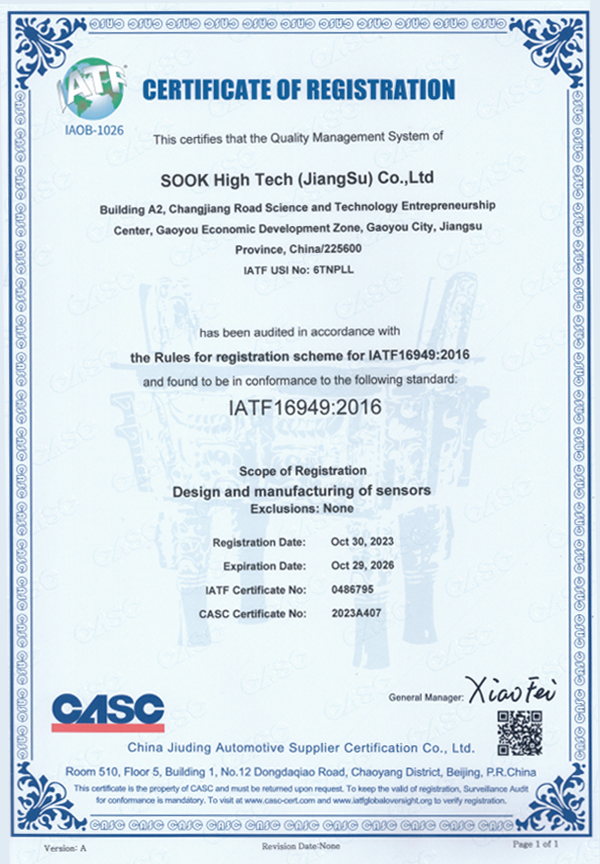 IATF
IAOB-1026
CERTIFICATE OF REGISTRATION
This certifies that the Quality Management System of
SOOK High Tech (JiangSu) Co.,Ltd
Building A2, Changjiang Road Science and Technology Entrepreneurship
Center, Gaoyou Economic Development Zone, Gaoyou City, Jiangsu
Province, China/225600
IATF USI No: 6TNPLL
has been audited in accordance with
the Rules for registration scheme for IATF16949:2016
and found to be in conformance to the following standard:
IATF16949:2016
Scope of Registration
Design and manufacturing of sensors
Exclusions: None
Registration Date: Oct 30, 2023
Expiration Date: Oct 29, 2026
IATF Certificate No: 0486795
CASC Certificate No: 2023A407
General Manager: XiaoFei
CASC
China Jiuding Automotive Supplier Certification Co., Ltd.
Room 510, Floor 5, Building 1, No.12 Dongdaqiao Road, Chaoyang District, Beijing, P.R.China
This certificate is the property of CASC and must be returned upon request. To keep the valid of registration, Surveillance Audit
for conformance is mandatory. To visit at www.casc-cert.com and www.iatfglobaloversight.org to verify registration.
Version: A
Revision Date:None
Page 1 of 1